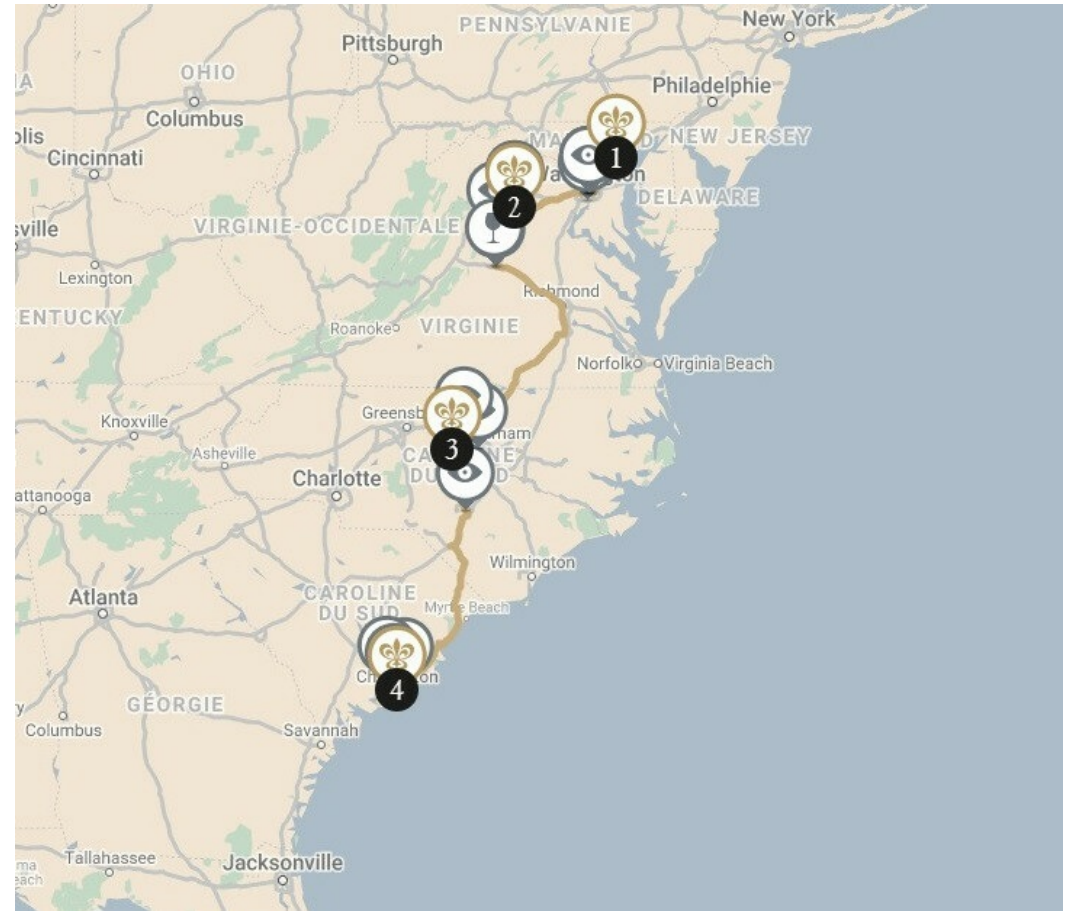 PENNSYLVANIE
New York
Pittsburgh
OHIO
Philadelphie
Columbus
NEW JERSEY
Cincinnati
1
DELAWARE
2
VIRGINIE-OCCIDENTALE
Lexington
Richmond
Roanoke
VIRGINIE
Norfolk
Virginia Beach
Knoxville
Asheville
3
Charlotte
Wilmington
Atlanta
CAROLINE
DU SUD
Myrtle Beach
4
GÉORGIE
Columbus
Savannah
Tallahassee
Jacksonville